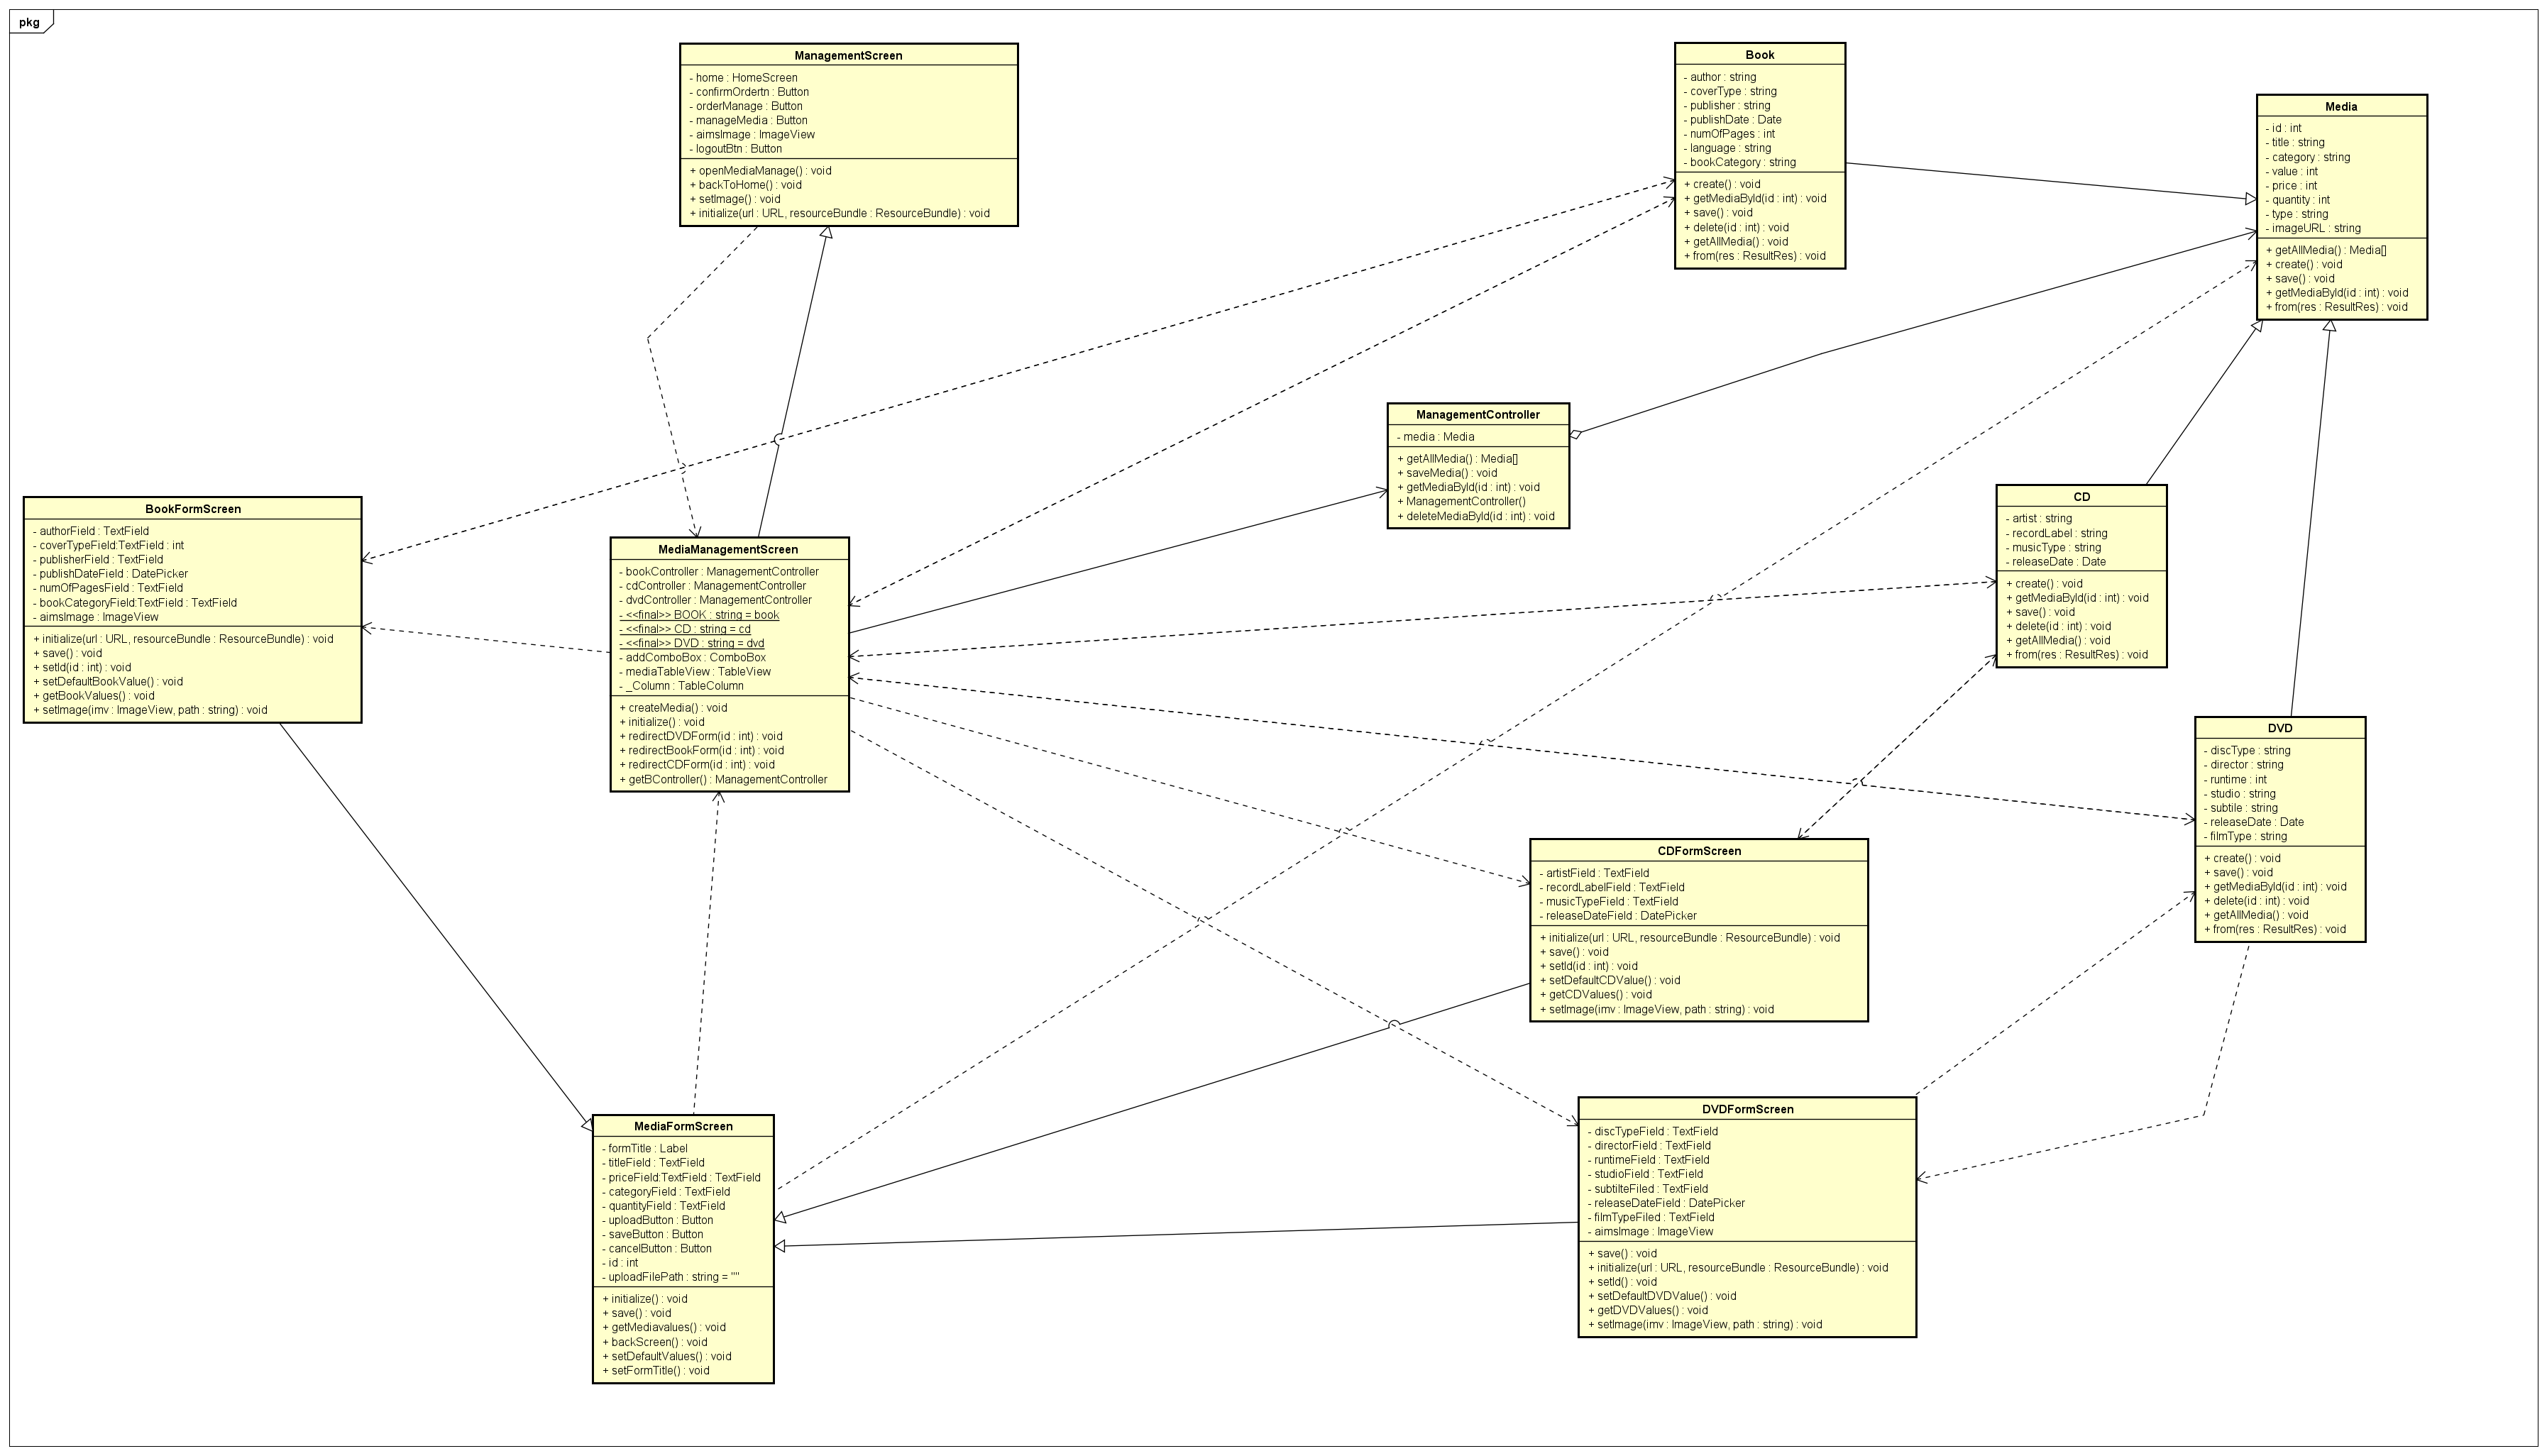 pkg
ManagementScreen
- home : HomeScreen
- confirmOrdertn : Button
- orderManage : Button
- manageMedia : Button
- aimsImage : ImageView
- logoutBtn : Button
+ openMediaManage() : void
+ backToHome() : void
+ setImage() : void
+ initialize(url : URL, resourceBundle : ResourceBundle) : void
Book
- author : string
- coverType : string
- publisher : string
- publishDate : Date
- numOfPages : int
- language : string
- bookCategory : string
+ create() : void
+ getMediaById(id : int) : void
+ save() : void
+ delete(id : int) : void
+ getAllMedia() : void
+ from(res : ResultRes) : void
Media
- id : int
- title : string
- category : string
- value : int
- price : int
- quantity : int
- type : string
- imageURL : string
+ getAllMedia() : Media[]
+ create() : void
+ save() : void
+ getMediaById(id : int) : void
+ from(res : ResultRes) : void
ManagementController
- media : Media
+ getAllMedia() : Media[]
+ saveMedia() : void
+ getMediaById(id : int) : void
+ ManagementController()
+ deleteMediaById(id : int) : void
BookFormScreen
- authorField : TextField
- coverTypeField:TextField : int
- publisherField : TextField
- publishDateField : DatePicker
- numOfPagesField : TextField
- bookCategoryField:TextField : TextField
- aimsImage : ImageView
+ initialize(url : URL, resourceBundle : ResourceBundle) : void
+ save() : void
+ setId(id : int) : void
+ setDefaultBookValue() : void
+ getBookValues() : void
+ setImage(imv : ImageView, path : string) : void
MediaManagementScreen
- bookController : ManagementController
- cdController : ManagementController
- dvdController : ManagementController
- <<final>> BOOK : string = book
- <<final>> CD : string = cd
- <<final>> DVD : string = dvd
- addComboBox : ComboBox
- mediaTableView : TableView
- _Column : TableColumn
+ createMedia() : void
+ initialize() : void
+ redirectDVDForm(id : int) : void
+ redirectBookForm(id : int) : void
+ redirectCDForm(id : int) : void
+ getBController() : ManagementController
CD
- artist : string
- recordLabel : string
- musicType : string
- releaseDate : Date
+ create() : void
+ getMediaById(id : int) : void
+ save() : void
+ delete(id : int) : void
+ getAllMedia() : void
+ from(res : ResultRes) : void
DVD
- discType : string
- director : string
- runtime : int
- studio : string
- subtile : string
- releaseDate : Date
- filmType : string
+ create() : void
+ save() : void
+ getMediaById(id : int) : void
+ delete(id : int) : void
+ getAllMedia() : void
+ from(res : ResultRes) : void
CDFormScreen
- artistField : TextField
- recordLabelField : TextField
- musicTypeField : TextField
- releaseDateField : DatePicker
+ initialize(url : URL, resourceBundle : ResourceBundle) : void
+ save() : void
+ setId(id : int) : void
+ setDefaultCDValue() : void
+ getCDValues() : void
+ setImage(imv : ImageView, path : string) : void
MediaFormScreen
- formTitle : Label
- titleField : TextField
- priceField:TextField : TextField
- categoryField : TextField
- quantityField : TextField
- uploadButton : Button
- saveButton : Button
- cancelButton : Button
- id : int
- uploadFilePath : string = ""
+ initialize() : void
+ save() : void
+ getMediavalues() : void
+ backScreen() : void
+ setDefaultValues() : void
+ setFormTitle() : void
DVDFormScreen
- discTypeField : TextField
- directorField : TextField
- runtimeField : TextField
- studioField : TextField
- subtilteFiled : TextField
- releaseDateField : DatePicker
- filmTypeFiled : TextField
- aimsImage : ImageView
+ save() : void
+ initialize(url : URL, resourceBundle : ResourceBundle) : void
+ setId() : void
+ setDefaultDVDValue() : void
+ getDVDValues() : void
+ setImage(imv : ImageView, path : string) : void